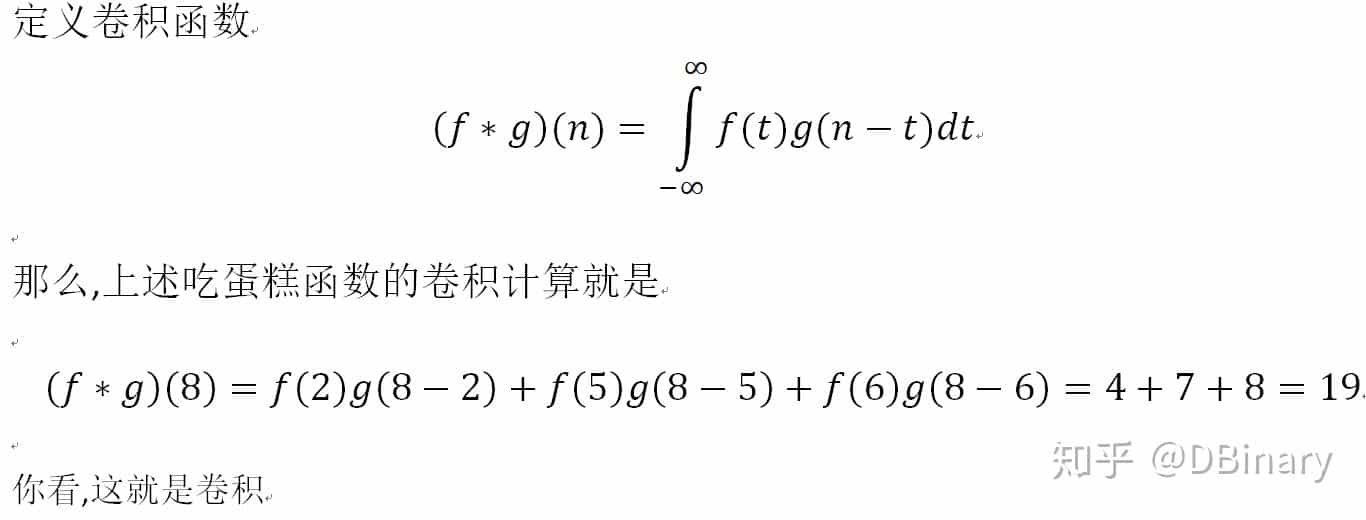 定义卷积函数
(f ∗ g)(n) = ∫_{-∞}^{∞} f(t)g(n − t)dt
那么,上述吃蛋糕函数的卷积计算就是
(f ∗ g)(8) = f(2)g(8 − 2) + f(5)g(8 − 5) + f(6)g(8 − 6) = 4 + 7 + 8 = 19
你看,这就是卷积
知乎 @DBinary